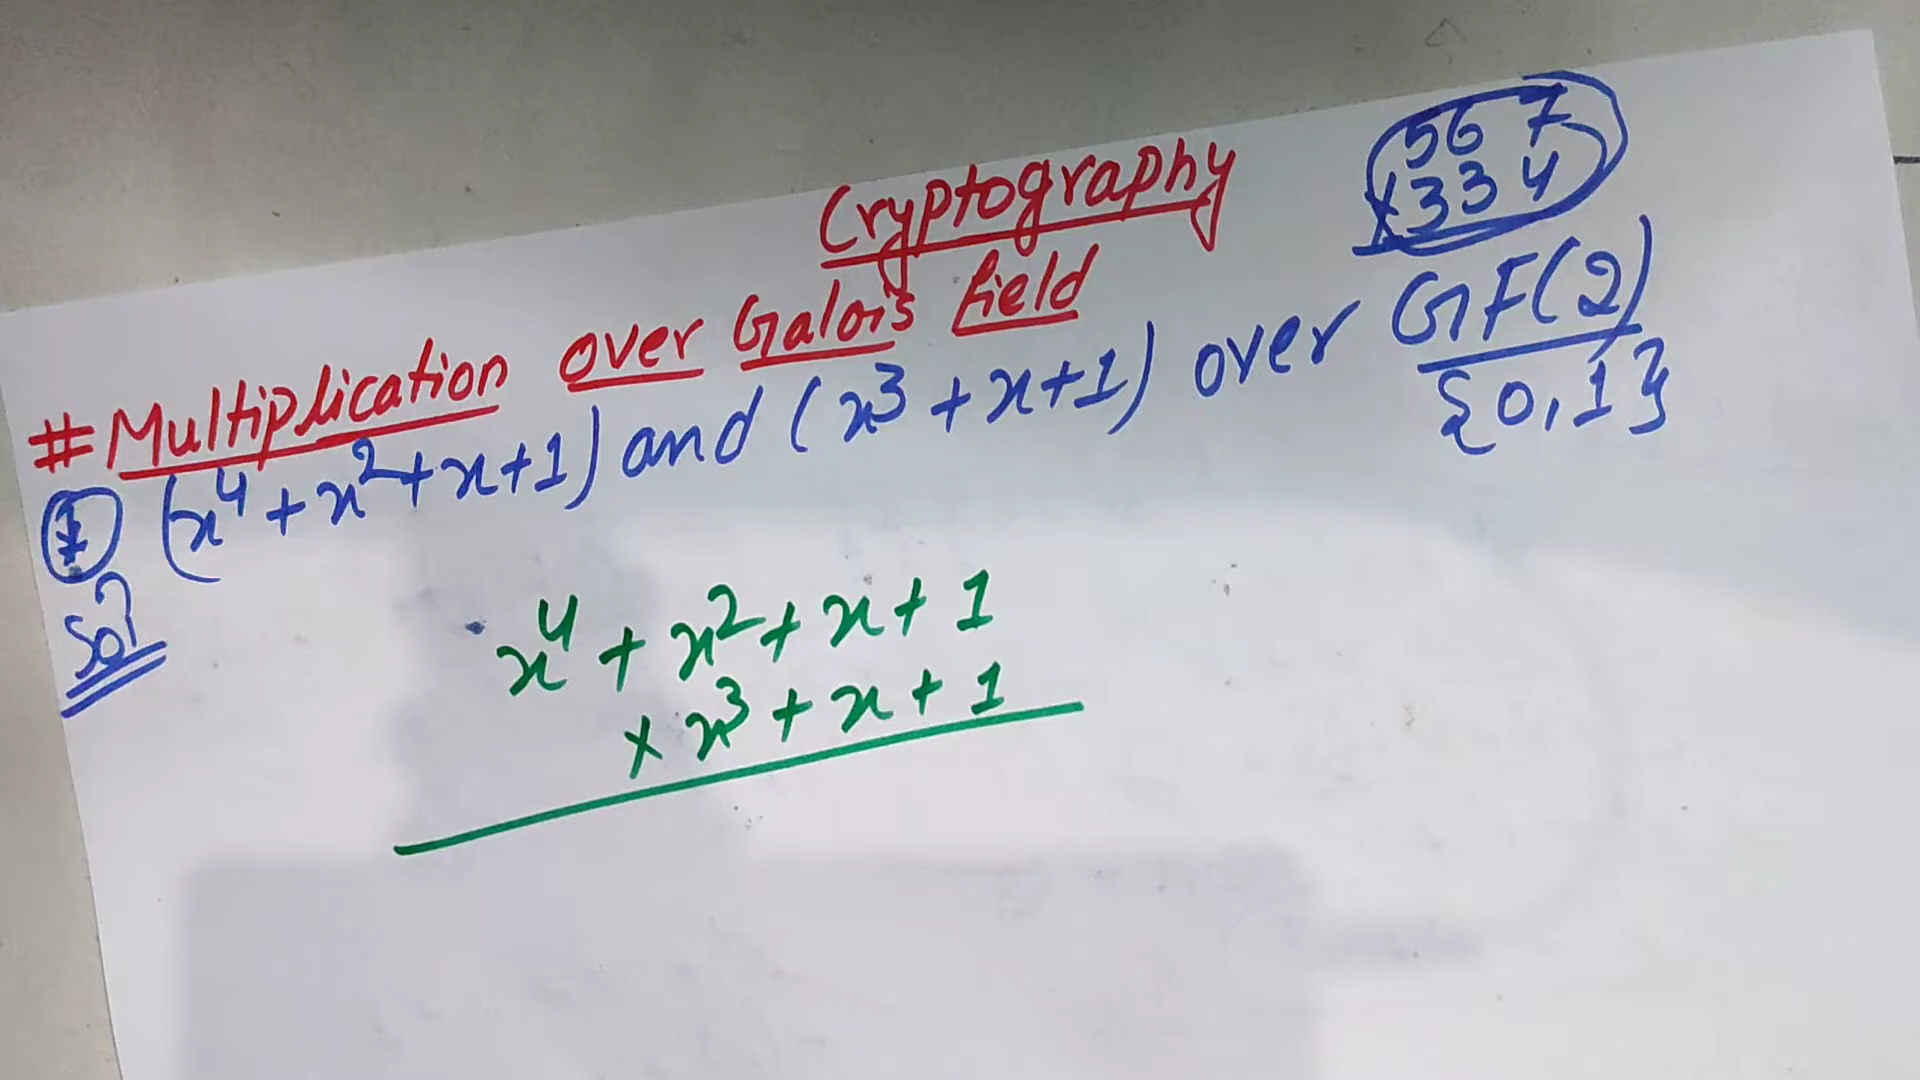 Cryptography
567
×334
# Multiplication over Galois field
① (x⁴+x²+x+1) and (x³+x+1) over GF(2)
{0,1}
Sol
x⁴+x²+x+1
× x³+x+1